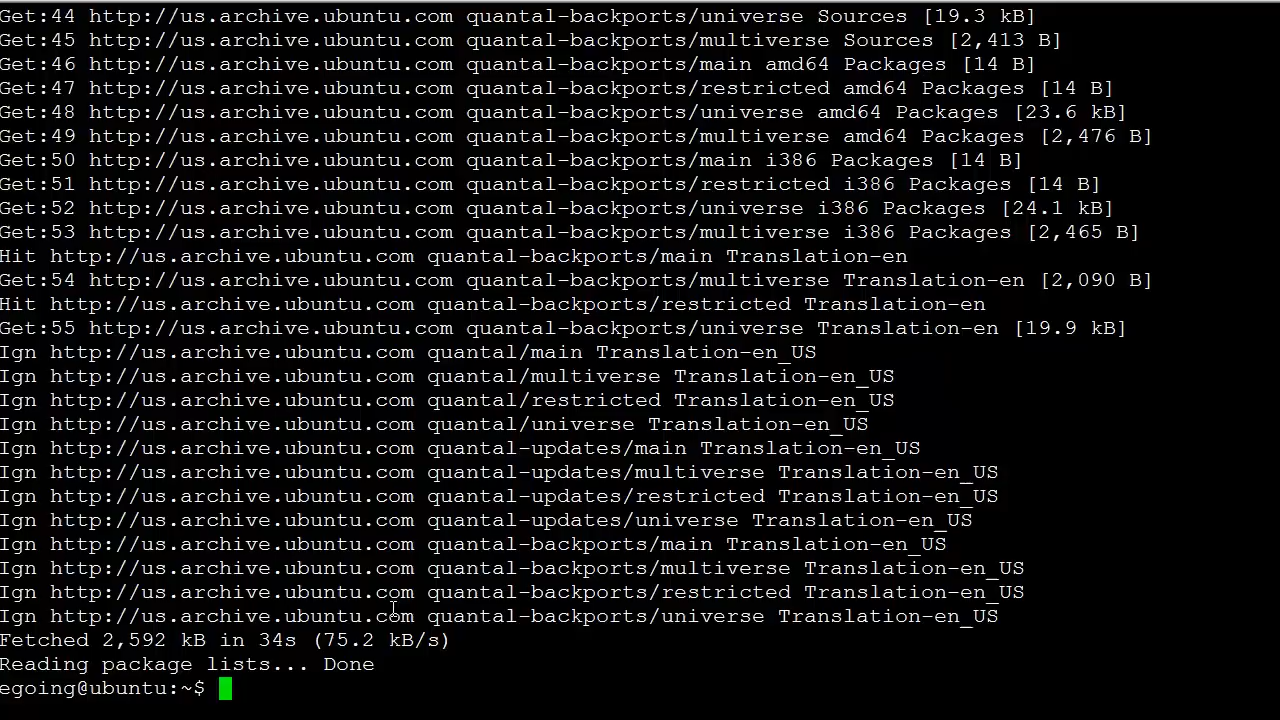 Get:44 http://us.archive.ubuntu.com quantal-backports/universe Sources [19.3 kB]
Get:45 http://us.archive.ubuntu.com quantal-backports/multiverse Sources [2,413 B]
Get:46 http://us.archive.ubuntu.com quantal-backports/main amd64 Packages [14 B]
Get:47 http://us.archive.ubuntu.com quantal-backports/restricted amd64 Packages [14 B]
Get:48 http://us.archive.ubuntu.com quantal-backports/universe amd64 Packages [23.6 kB]
Get:49 http://us.archive.ubuntu.com quantal-backports/multiverse amd64 Packages [2,476 B]
Get:50 http://us.archive.ubuntu.com quantal-backports/main i386 Packages [14 B]
Get:51 http://us.archive.ubuntu.com quantal-backports/restricted i386 Packages [14 B]
Get:52 http://us.archive.ubuntu.com quantal-backports/universe i386 Packages [24.1 kB]
Get:53 http://us.archive.ubuntu.com quantal-backports/multiverse i386 Packages [2,465 B]
Hit http://us.archive.ubuntu.com quantal-backports/main Translation-en
Get:54 http://us.archive.ubuntu.com quantal-backports/multiverse Translation-en [2,090 B]
Hit http://us.archive.ubuntu.com quantal-backports/restricted Translation-en
Get:55 http://us.archive.ubuntu.com quantal-backports/universe Translation-en [19.9 kB]
Ign http://us.archive.ubuntu.com quantal/main Translation-en_US
Ign http://us.archive.ubuntu.com quantal/multiverse Translation-en_US
Ign http://us.archive.ubuntu.com quantal/restricted Translation-en_US
Ign http://us.archive.ubuntu.com quantal/universe Translation-en_US
Ign http://us.archive.ubuntu.com quantal-updates/main Translation-en_US
Ign http://us.archive.ubuntu.com quantal-updates/multiverse Translation-en_US
Ign http://us.archive.ubuntu.com quantal-updates/restricted Translation-en_US
Ign http://us.archive.ubuntu.com quantal-updates/universe Translation-en_US
Ign http://us.archive.ubuntu.com quantal-backports/main Translation-en_US
Ign http://us.archive.ubuntu.com quantal-backports/multiverse Translation-en_US
Ign http://us.archive.ubuntu.com quantal-backports/restricted Translation-en_US
Ign http://us.archive.ubuntu.com quantal-backports/universe Translation-en_US
Fetched 2,592 kB in 34s (75.2 kB/s)
Reading package lists... Done
egoing@ubuntu:~$